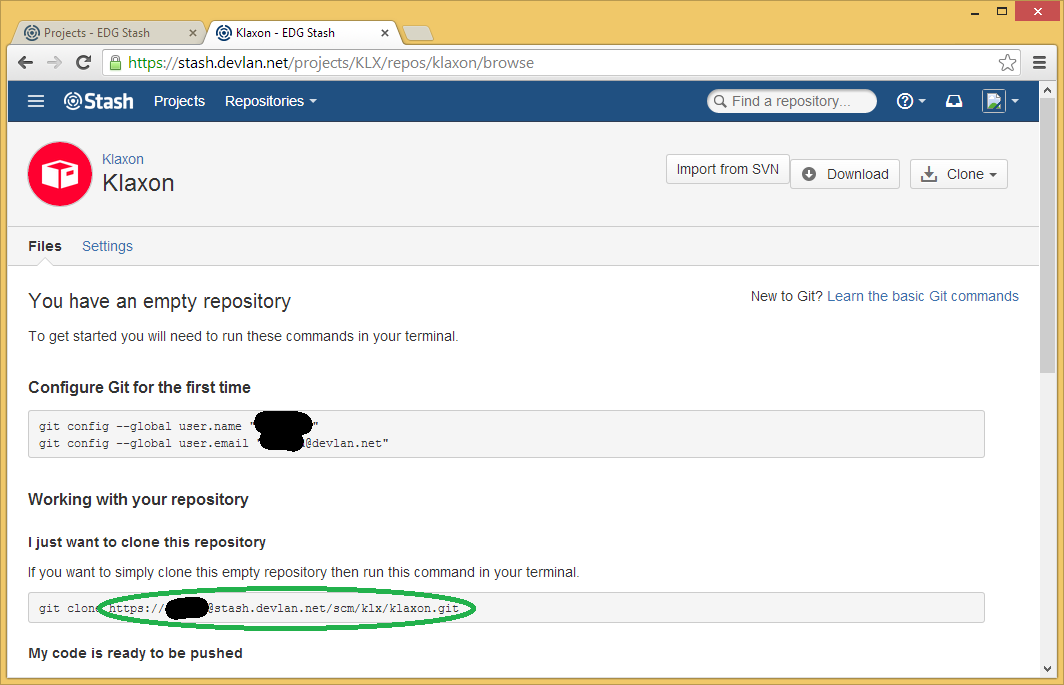 Projects - EDG Stash
Klaxon - EDG Stash
https://stash.devlan.net/projects/KLX/repos/klaxon/browse
Stash Projects Repositories Find a repository...
Klaxon
Klaxon
Import from SVN Download Clone
Files Settings
You have an empty repository
New to Git? Learn the basic Git commands
To get started you will need to run these commands in your terminal.
Configure Git for the first time
git config --global user.name " "
git config --global user.email " @devlan.net"
Working with your repository
I just want to clone this repository
If you want to simply clone this empty repository then run this command in your terminal.
git clone https:// @stash.devlan.net/scm/klx/klaxon.git
My code is ready to be pushed